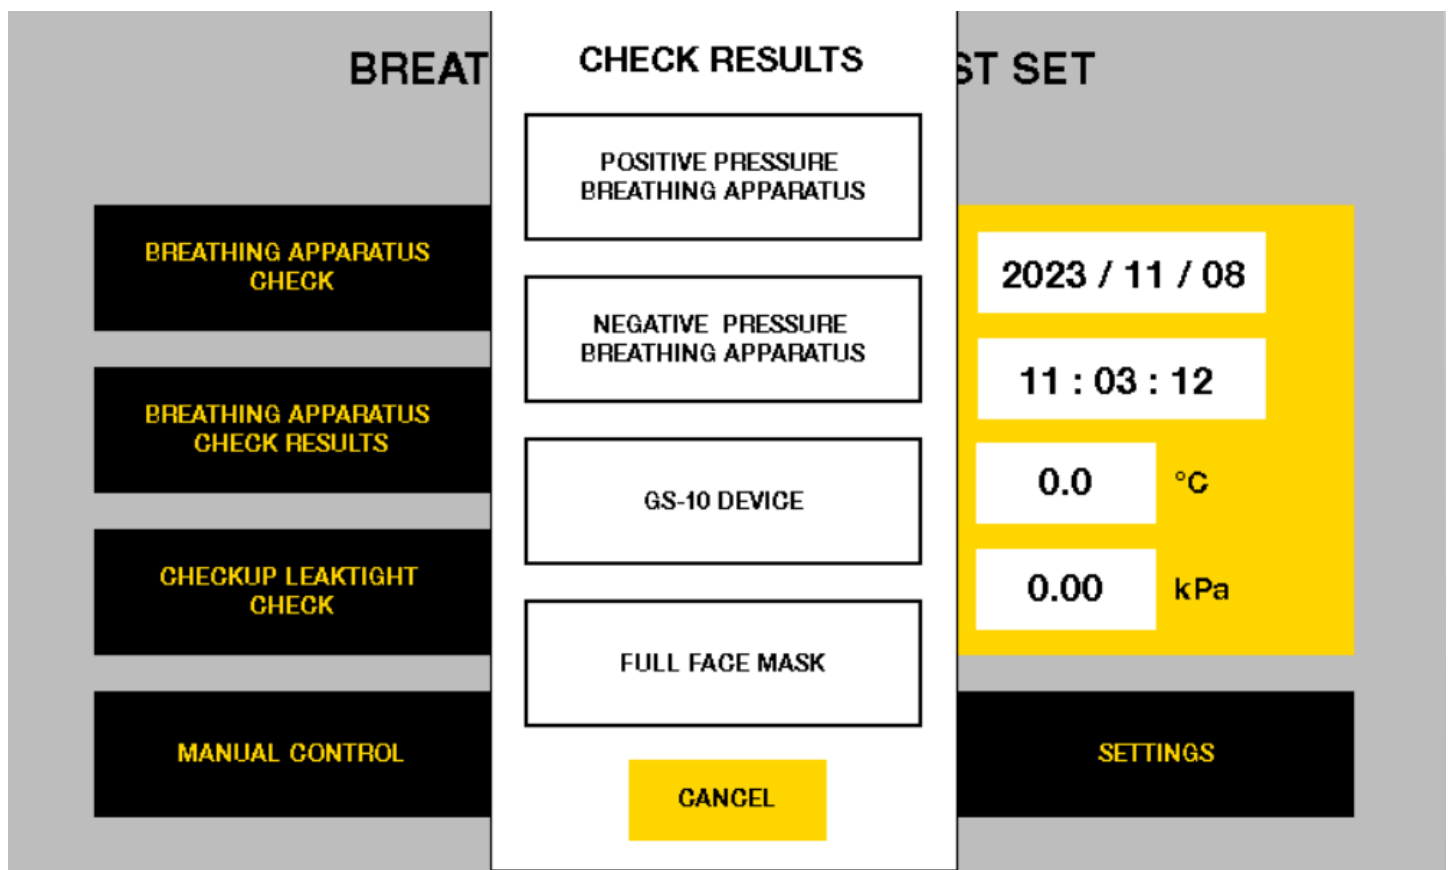 BREAT
ST SET
CHECK RESULTS
POSITIVE PRESSURE
BREATHING APPARATUS
NEGATIVE PRESSURE
BREATHING APPARATUS
GS-10 DEVICE
FULL FACE MASK
CANCEL
BREATHING APPARATUS
CHECK
BREATHING APPARATUS
CHECK RESULTS
CHECKUP LEAKTIGHT
CHECK
MANUAL CONTROL
2023 / 11 / 08
11 : 03 : 12
0.0 °C
0.00 kPa
SETTINGS